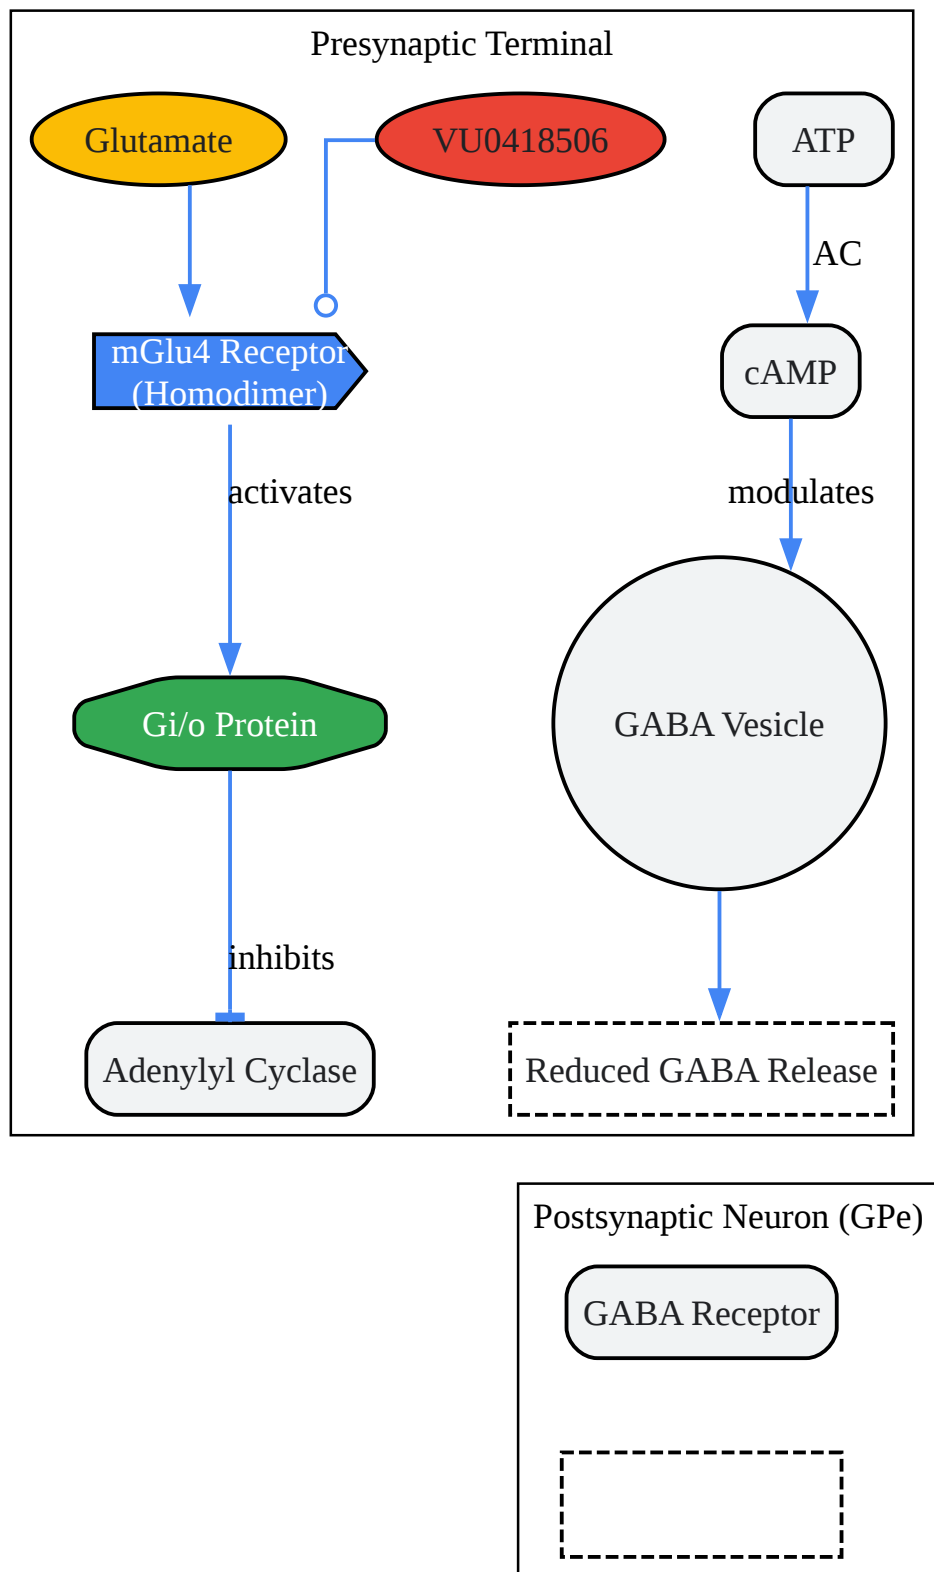 Presynaptic Terminal
Glutamate
VU0418506
ATP
AC
mGlu4 Receptor
(Homodimer)
cAMP
activates
modulates
Gi/o Protein
GABA Vesicle
inhibits
Adenylyl Cyclase
Reduced GABA Release
Postsynaptic Neuron (GPe)
GABA Receptor